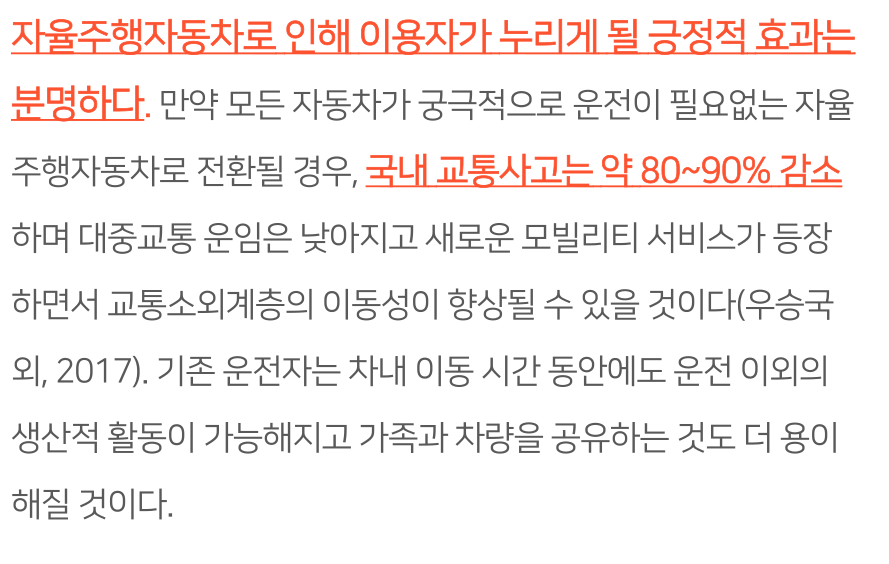 자율주행자동차로 인해 이용자가 누리게 될 긍정적 효과는
분명하다. 만약 모든 자동차가 궁극적으로 운전이 필요없는 자율
주행자동차로 전환될 경우, 국내 교통사고는 약 80~90% 감소
하며 대중교통 운임은 낮아지고 새로운 모빌리티 서비스가 등장
하면서 교통소외계층의 이동성이 향상될 수 있을 것이다(우승국
외, 2017). 기존 운전자는 차내 이동 시간 동안에도 운전 이외의
생산적 활동이 가능해지고 가족과 차량을 공유하는 것도 더 용이
해질 것이다.